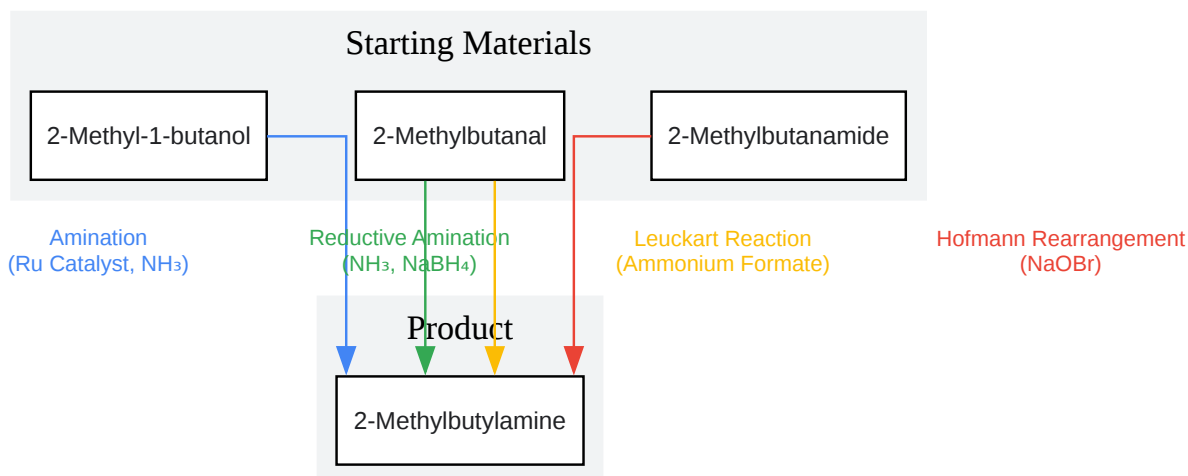 Starting Materials
2-Methyl-1-butanol
2-Methylbutanal
2-Methylbutanamide
Amination
(Ru Catalyst, NH₃)
Reductive Amination
(NH₃, NaBH₄)
Leuckart Reaction
(Ammonium Formate)
Hofmann Rearrangement
(NaOBr)
Product
2-Methylbutylamine